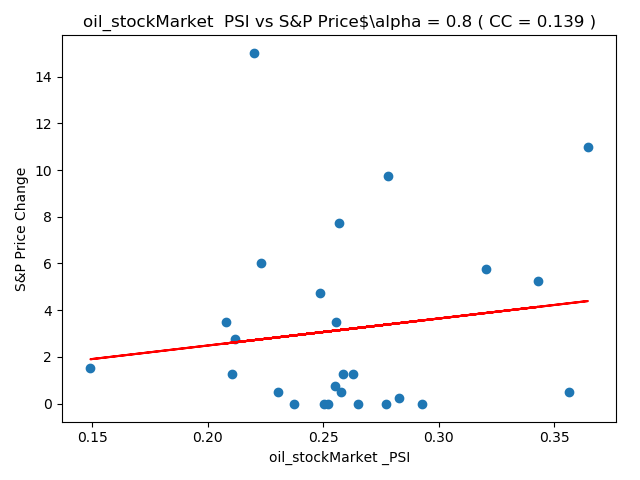 oil_stockMarket  PSI vs S&P Price$\alpha = 0.8 ( CC = 0.139 )
14
12
10
8
6
4
2
0
S&P Price Change
0.15 0.20 0.25 0.30 0.35
oil_stockMarket _PSI